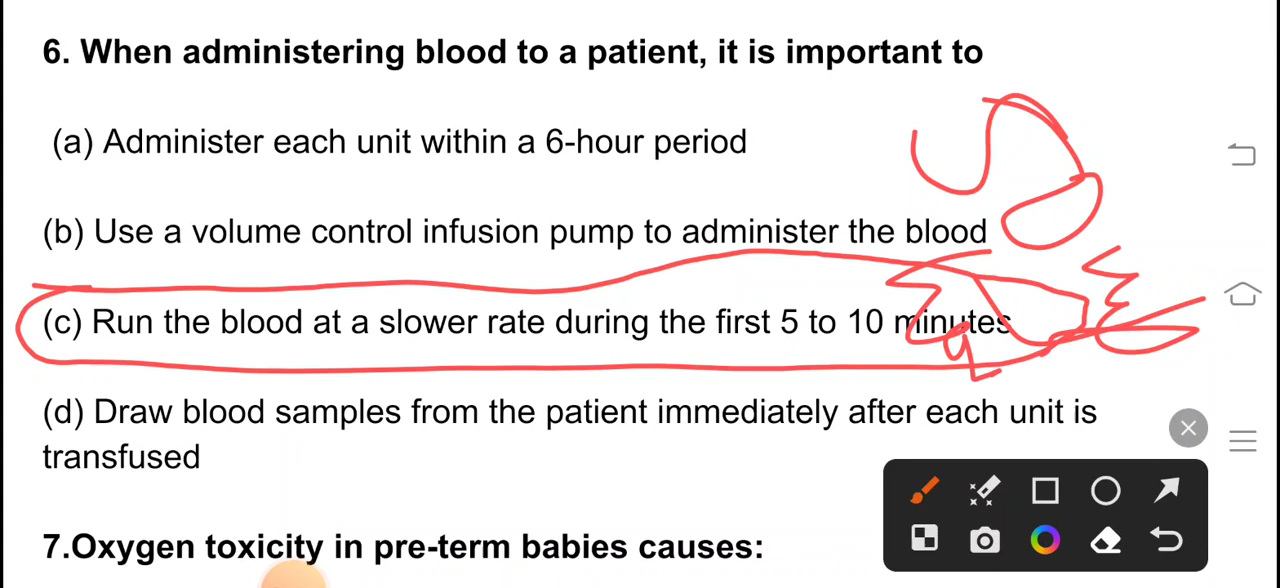 6. When administering blood to a patient, it is important to
(a) Administer each unit within a 6-hour period
(b) Use a volume control infusion pump to administer the blood
(c) Run the blood at a slower rate during the first 5 to 10 minutes
(d) Draw blood samples from the patient immediately after each unit is
transfused
7.Oxygen toxicity in pre-term babies causes: